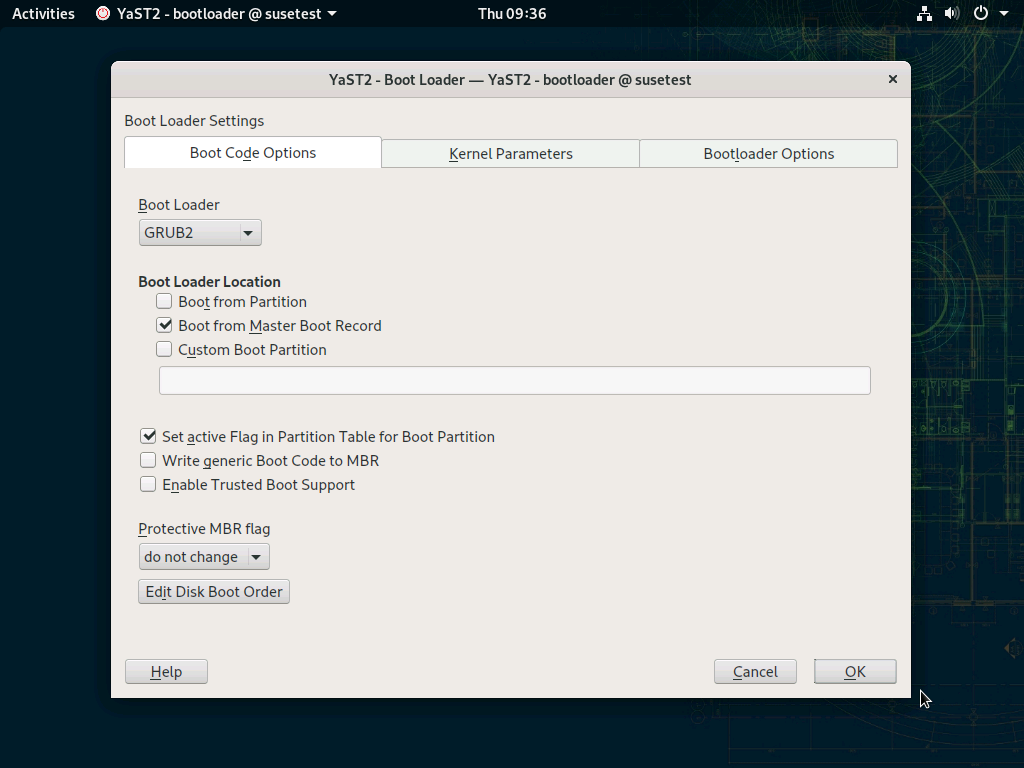 Activities YaST2 - bootloader @ susetest Thu 09:36
YaST2 - Boot Loader — YaST2 - bootloader @ susetest
Boot Loader Settings
Boot Code Options Kernel Parameters Bootloader Options
Boot Loader
GRUB2
Boot Loader Location
Boot from Partition
Boot from Master Boot Record
Custom Boot Partition
Set active Flag in Partition Table for Boot Partition
Write generic Boot Code to MBR
Enable Trusted Boot Support
Protective MBR flag
do not change
Edit Disk Boot Order
Help Cancel OK